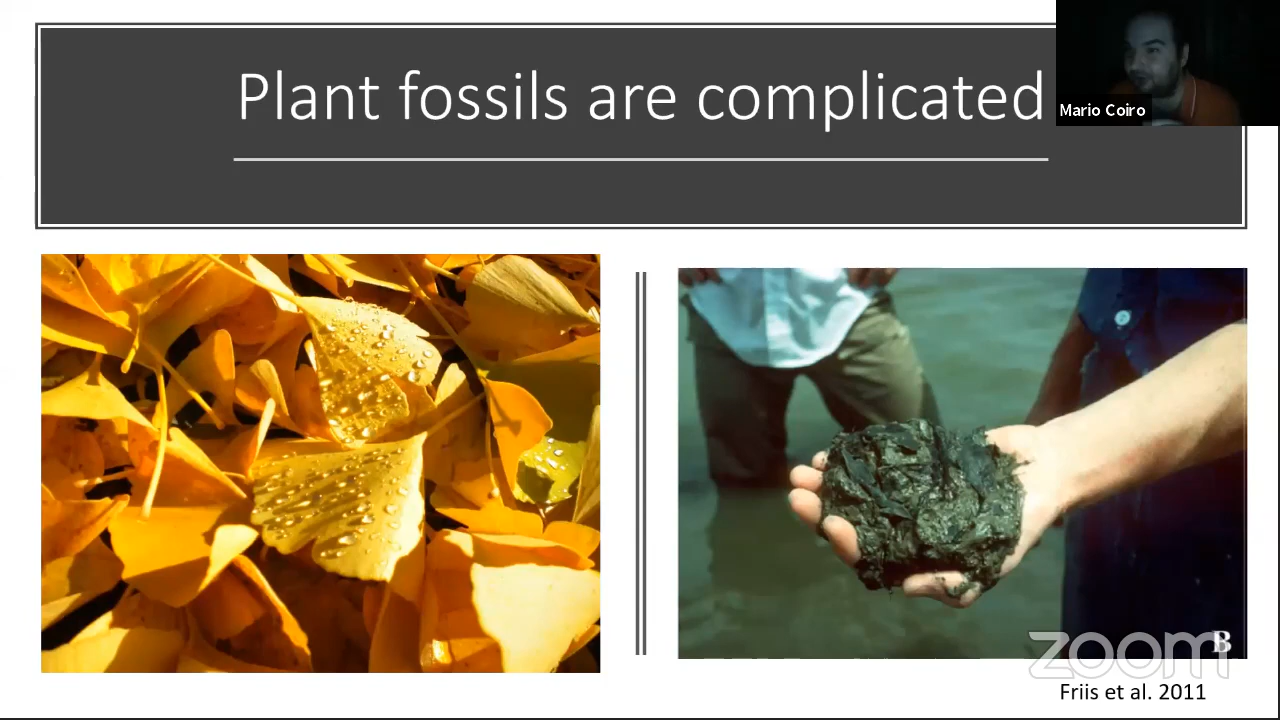 Plant fossils are complicated
Mario Coiro
B
zoom
Friis et al. 2011